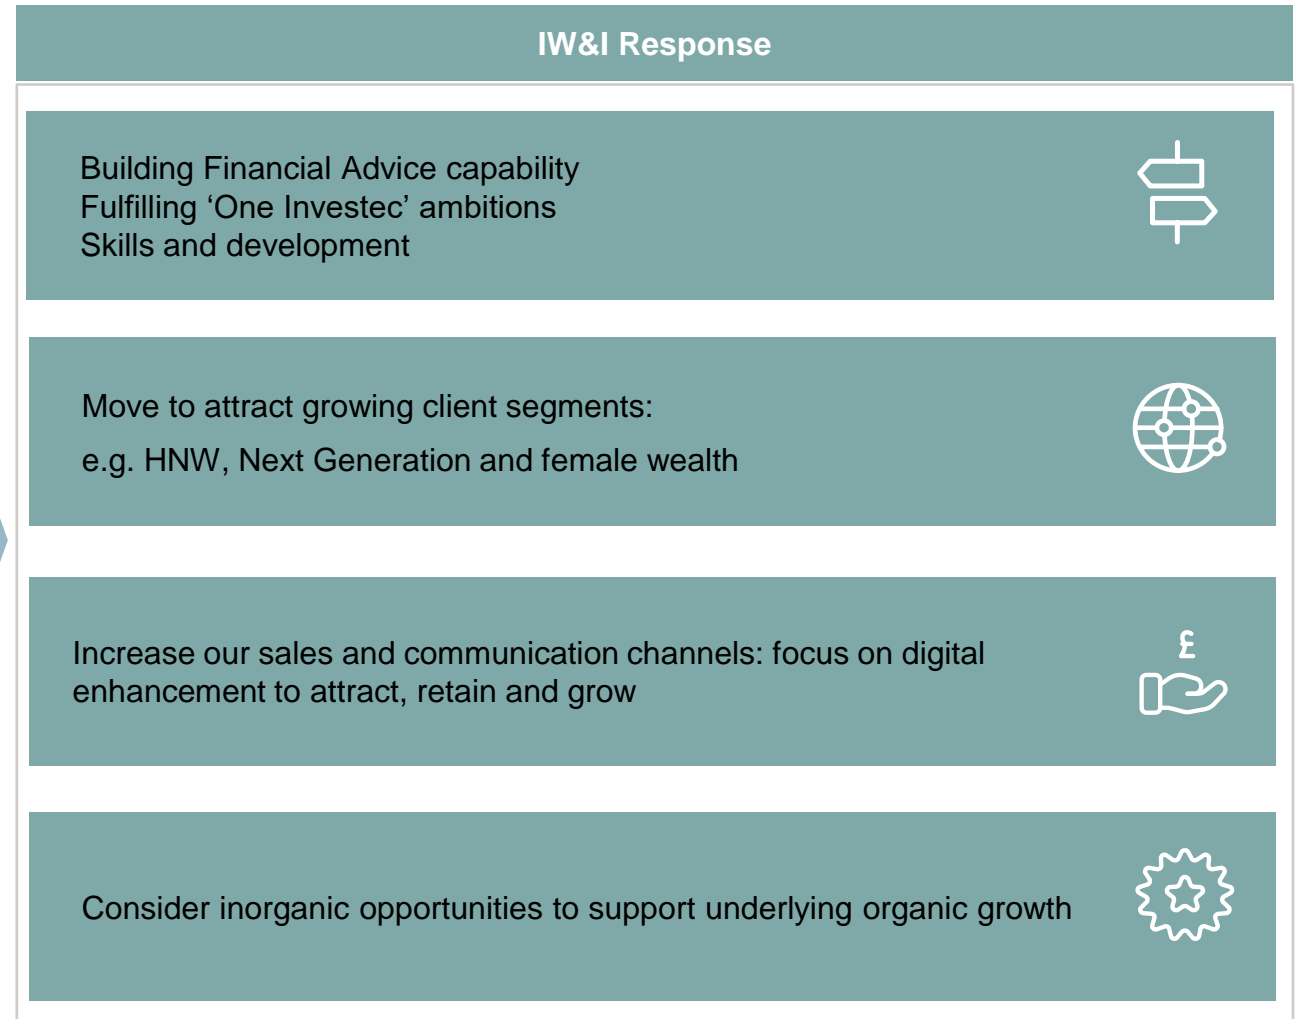 IW&I Response
Building Financial Advice capability
Fulfilling ‘One Investec’ ambitions
Skills and development
Move to attract growing client segments:
e.g. HNW, Next Generation and female wealth
Increase our sales and communication channels: focus on digital
enhancement to attract, retain and grow
£
Consider inorganic opportunities to support underlying organic growth